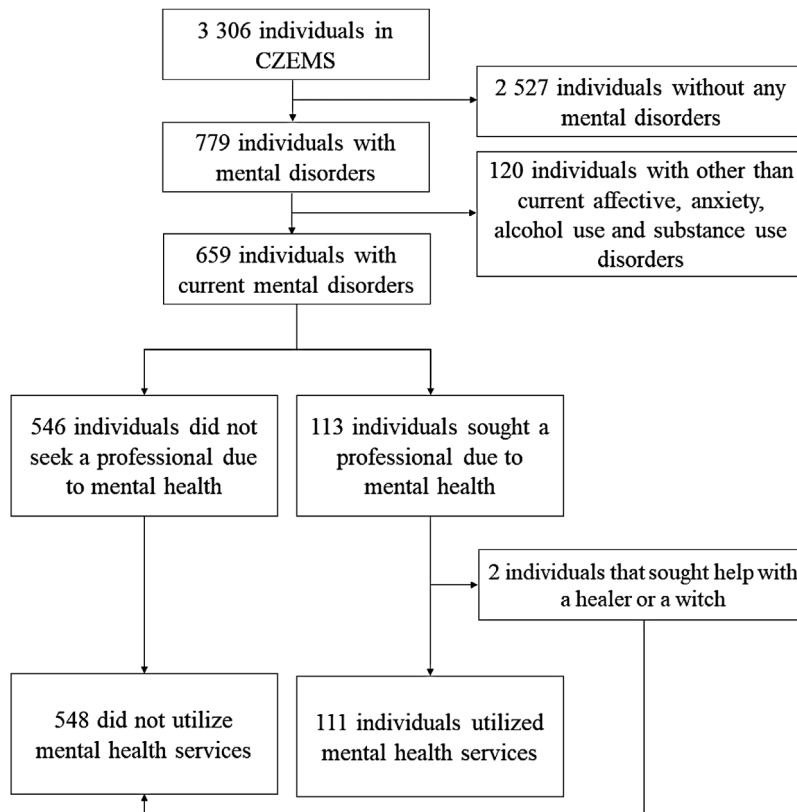 3 306 individuals in
CZEMS
2 527 individuals without any
mental disorders
779 individuals with
mental disorders
120 individuals with other than
current affective, anxiety,
alcohol use and substance use
disorders
659 individuals with
current mental disorders
546 individuals did not
seek a professional due
to mental health
113 individuals sought a
professional due to
mental health
2 individuals that sought help with
a healer or a witch
548 did not utilize
mental health services
111 individuals utilized
mental health services